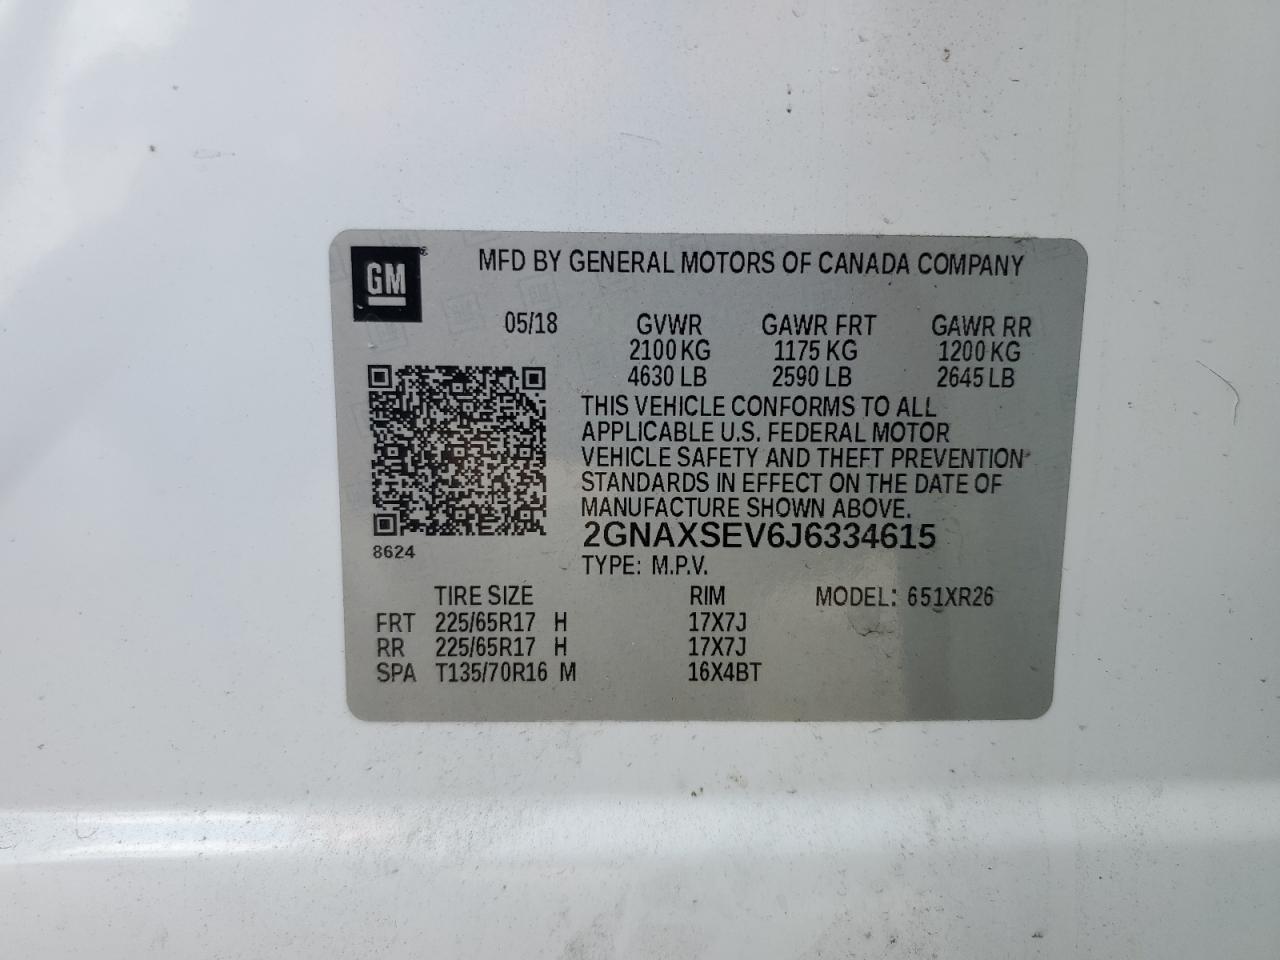 GM
MFD BY GENERAL MOTORS OF CANADA COMPANY
05/18 GVWR GAWR FRT GAWR RR
2100 KG 1175 KG 1200 KG
4630 LB 2590 LB 2645 LB
THIS VEHICLE CONFORMS TO ALL
APPLICABLE U.S. FEDERAL MOTOR
VEHICLE SAFETY AND THEFT PREVENTION
STANDARDS IN EFFECT ON THE DATE OF
MANUFACTURE SHOWN ABOVE.
2GNAXSEV6J6334615
8624
TYPE: M.P.V.
TIRE SIZE RIM MODEL: 651XR26
FRT 225/65R17 H 17X7J
RR 225/65R17 H 17X7J
SPA T135/70R16 M 16X4BT